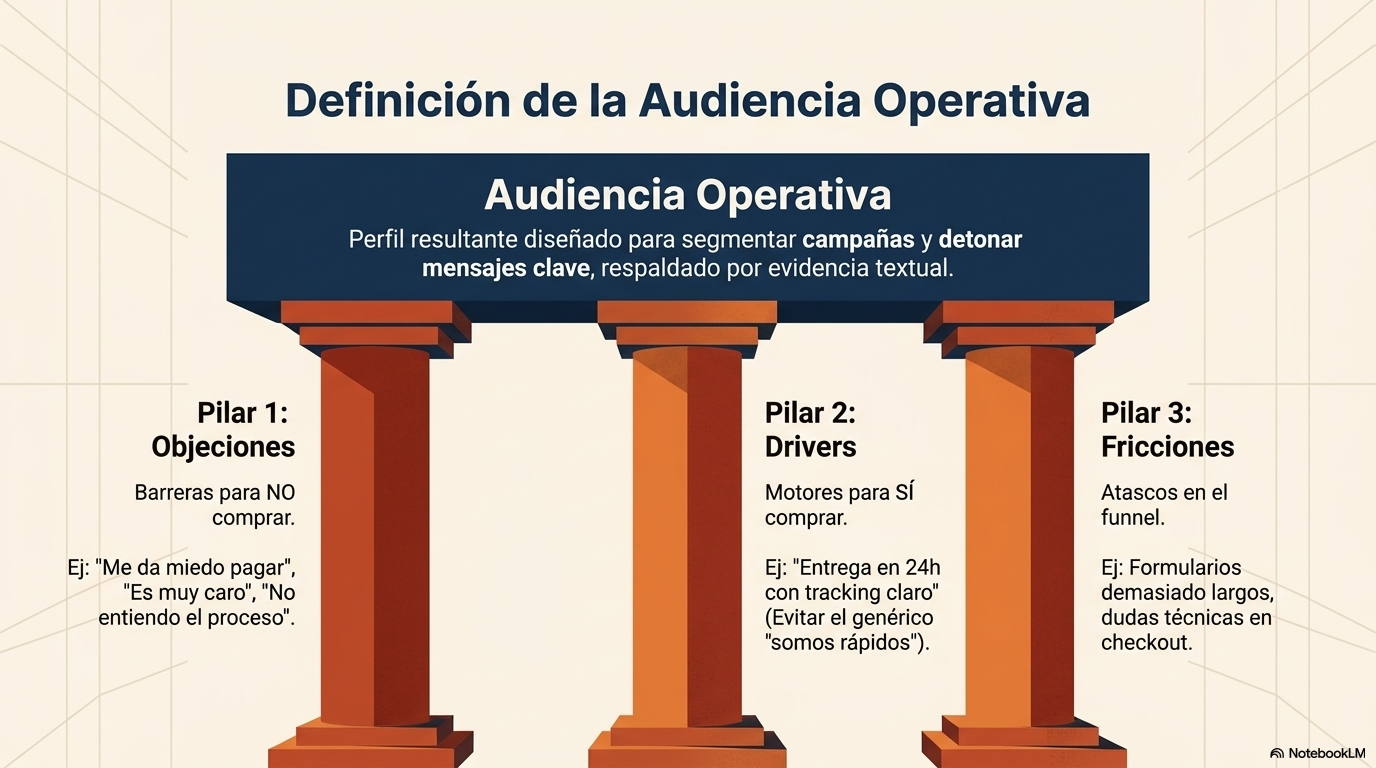 Definición de la Audiencia Operativa
Audiencia Operativa
Perfil resultante diseñado para segmentar campañas y detonar
mensajes clave, respaldado por evidencia textual.
Pilar 1:
Objeciones
Barreras para NO
comprar.
Ej: "Me da miedo pagar",
"Es muy caro", "No
entiendo el proceso".
Pilar 2:
Drivers
Motores para SÍ
comprar.
Ej: "Entrega en 24h
con tracking claro"
(Evitar el genérico
"somos rápidos").
Pilar 3:
Fricciones
Atascos en el
funnel.
Ej: Formularios
demasiado largos,
dudas técnicas en
checkout.
NotebookLM